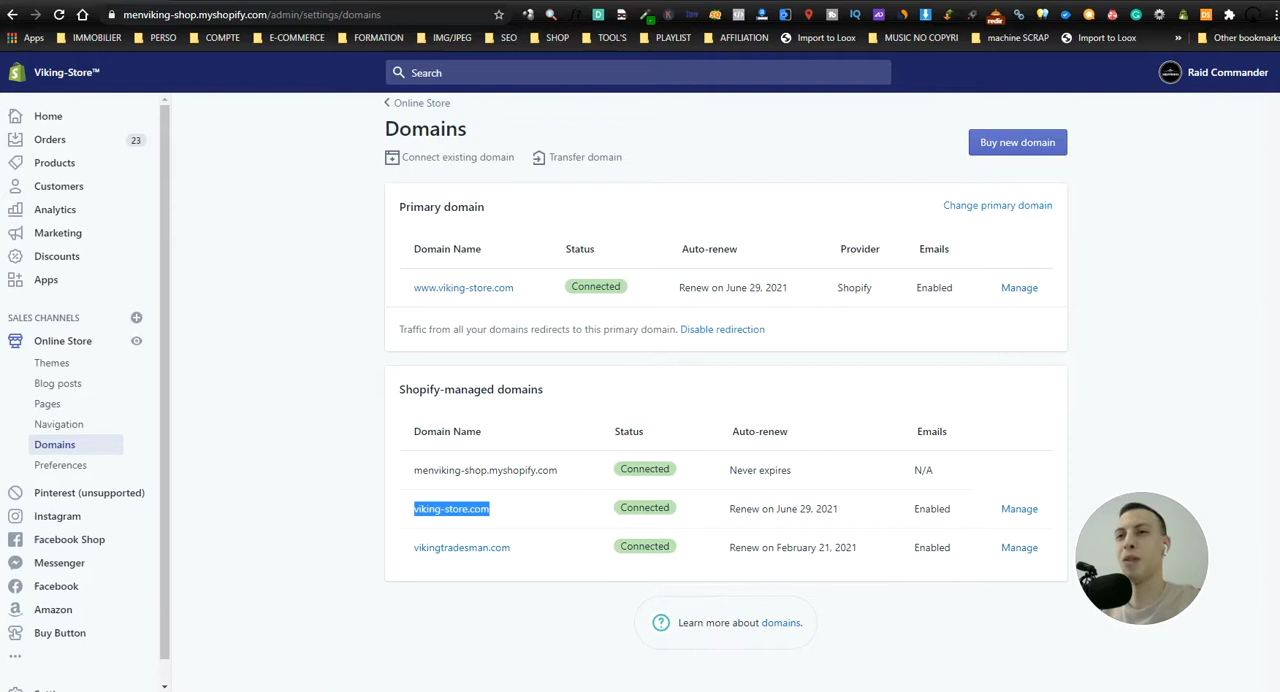 menviking-shop.myshopify.com/admin/settings/domains
Apps IMMOBILIER PERSO COMPTE E-COMMERCE FORMATION IMG/JPEG SEO SHOP TOOL'S PLAYLIST AFFILIATION Import to Loox MUSIC NO COPYRI machine SCRAP Import to Loox » Other bookmarks
Viking-Store™
Search
Raid Commander
Home
Orders 23
Products
Customers
Analytics
Marketing
Discounts
Apps
SALES CHANNELS
Online Store
Themes
Blog posts
Pages
Navigation
Domains
Preferences
Pinterest (unsupported)
Instagram
Facebook Shop
Messenger
Facebook
Amazon
Buy Button
Online Store
Domains
Buy new domain
Connect existing domain Transfer domain
Primary domain
Change primary domain
Domain Name Status Auto-renew Provider Emails
www.viking-store.com Connected Renew on June 29, 2021 Shopify Enabled Manage
Traffic from all your domains redirects to this primary domain. Disable redirection
Shopify-managed domains
Domain Name Status Auto-renew Emails
menviking-shop.myshopify.com Connected Never expires N/A
viking-store.com Connected Renew on June 29, 2021 Enabled Manage
vikingtradesman.com Connected Renew on February 21, 2021 Enabled Manage
Learn more about domains.